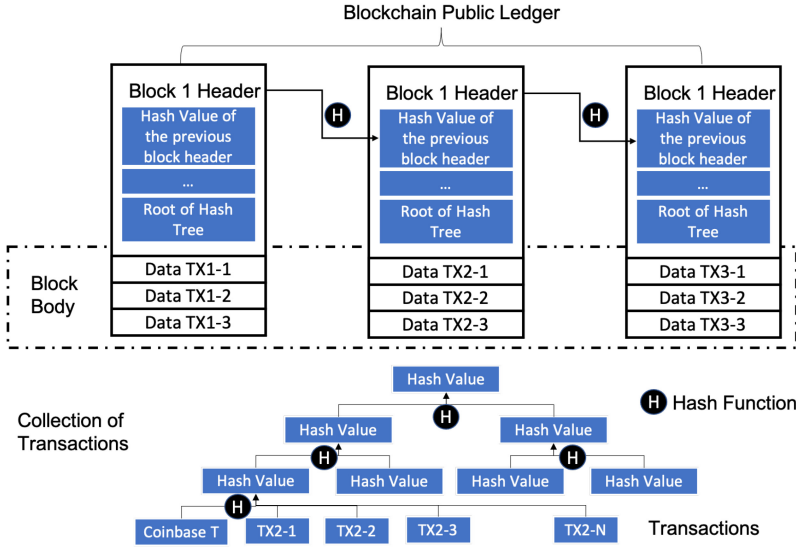 Blockchain Public Ledger
Block 1 Header
Hash Value of
the previous
block header
...
Root of Hash
Tree
Data TX1-1
Data TX1-2
Data TX1-3
Block 1 Header
Hash Value of
the previous
block header
...
Root of Hash
Tree
Data TX2-1
Data TX2-2
Data TX2-3
Block 1 Header
Hash Value of
the previous
block header
...
Root of Hash
Tree
Data TX3-1
Data TX3-2
Data TX3-3
H
H
Block
Body
Collection of
Transactions
Hash Value
H
H Hash Function
Hash Value
Hash Value
H
H
Hash Value
Hash Value
Hash Value
Hash Value
H
Coinbase T
TX2-1
TX2-2
TX2-3
TX2-N
Transactions